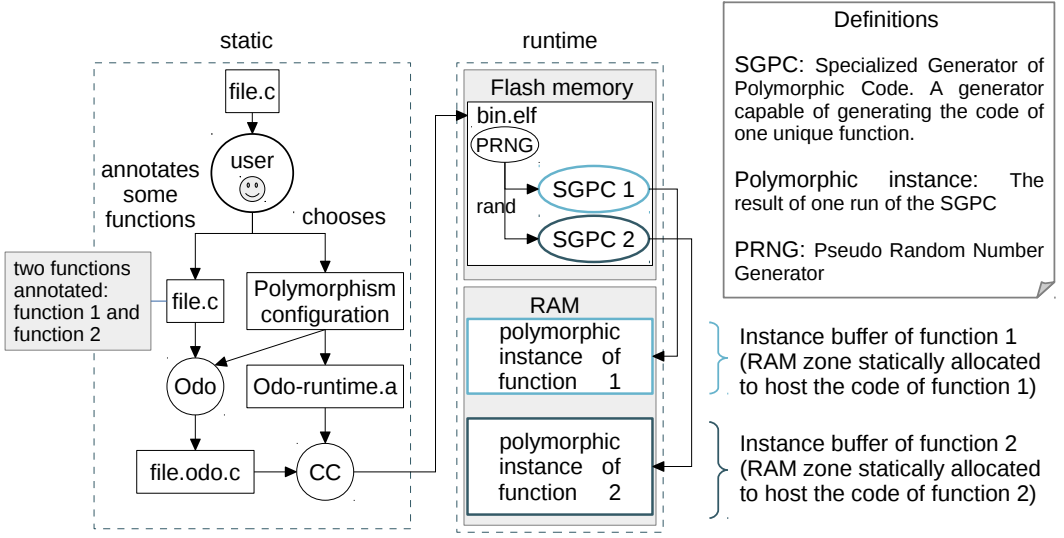 static
file.c
user
annotates
some
functions
chooses
two functions
annotated:
function 1 and
function 2
file.c
Polymorphism
configuration
Odo
Odo-runtime.a
file.odo.c
CC
runtime
Flash memory
bin.elf
PRNG
SGPC 1
rand
SGPC 2
RAM
polymorphic
instance of
function 1
polymorphic
instance of
function 2
Definitions
SGPC: Specialized Generator of
Polymorphic Code. A generator
capable of generating the code of
one unique function.
Polymorphic instance: The
result of one run of the SGPC
PRNG: Pseudo Random Number
Generator
Instance buffer of function 1
(RAM zone statically allocated
to host the code of function 1)
Instance buffer of function 2
(RAM zone statically allocated
to host the code of function 2)